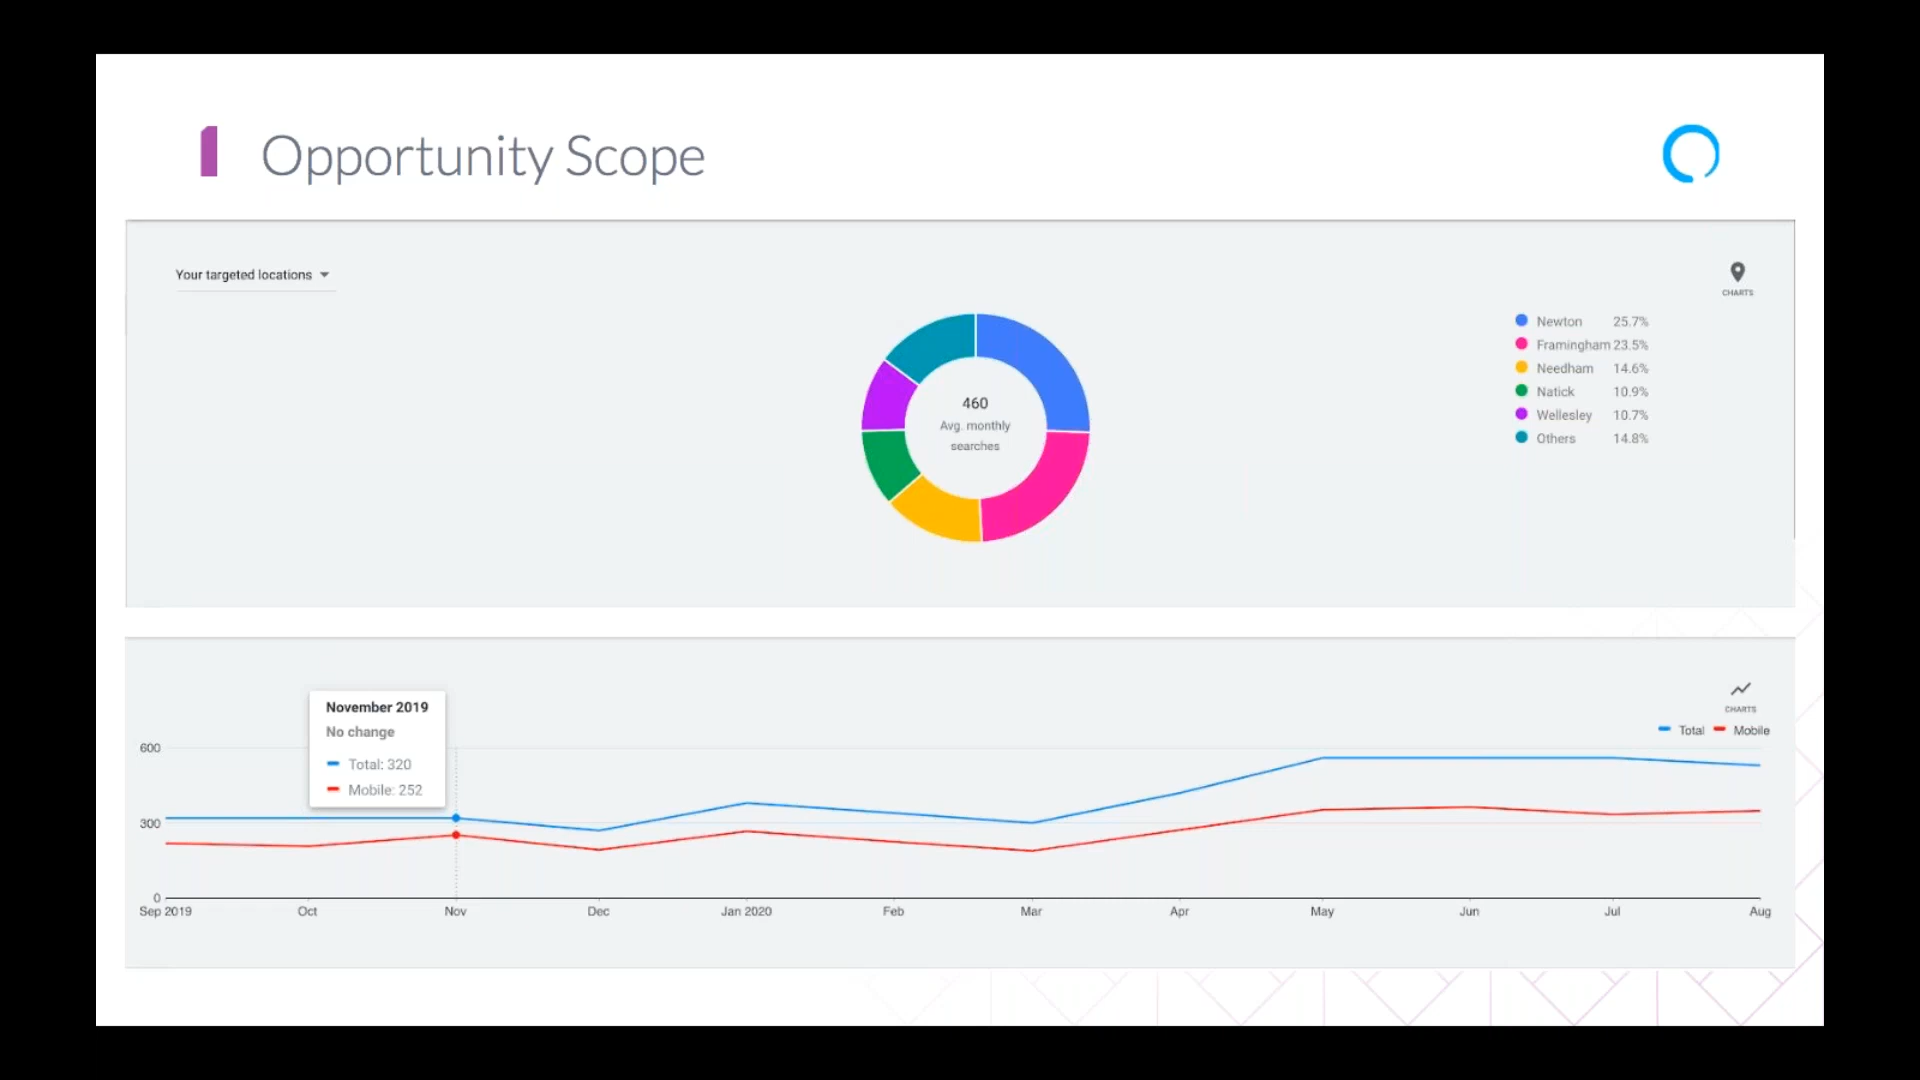 Opportunity Scope
Your targeted locations
CHARTS
460
Avg. monthly
searches
Newton 25.7%
Framingham 23.5%
Needham 14.6%
Natick 10.9%
Wellesley 10.7%
Others 14.8%
CHARTS
Total Mobile
November 2019
No change
Total: 320
Mobile: 252
600
300
0
Sep 2019 Oct Nov Dec Jan 2020 Feb Mar Apr May Jun Jul Aug